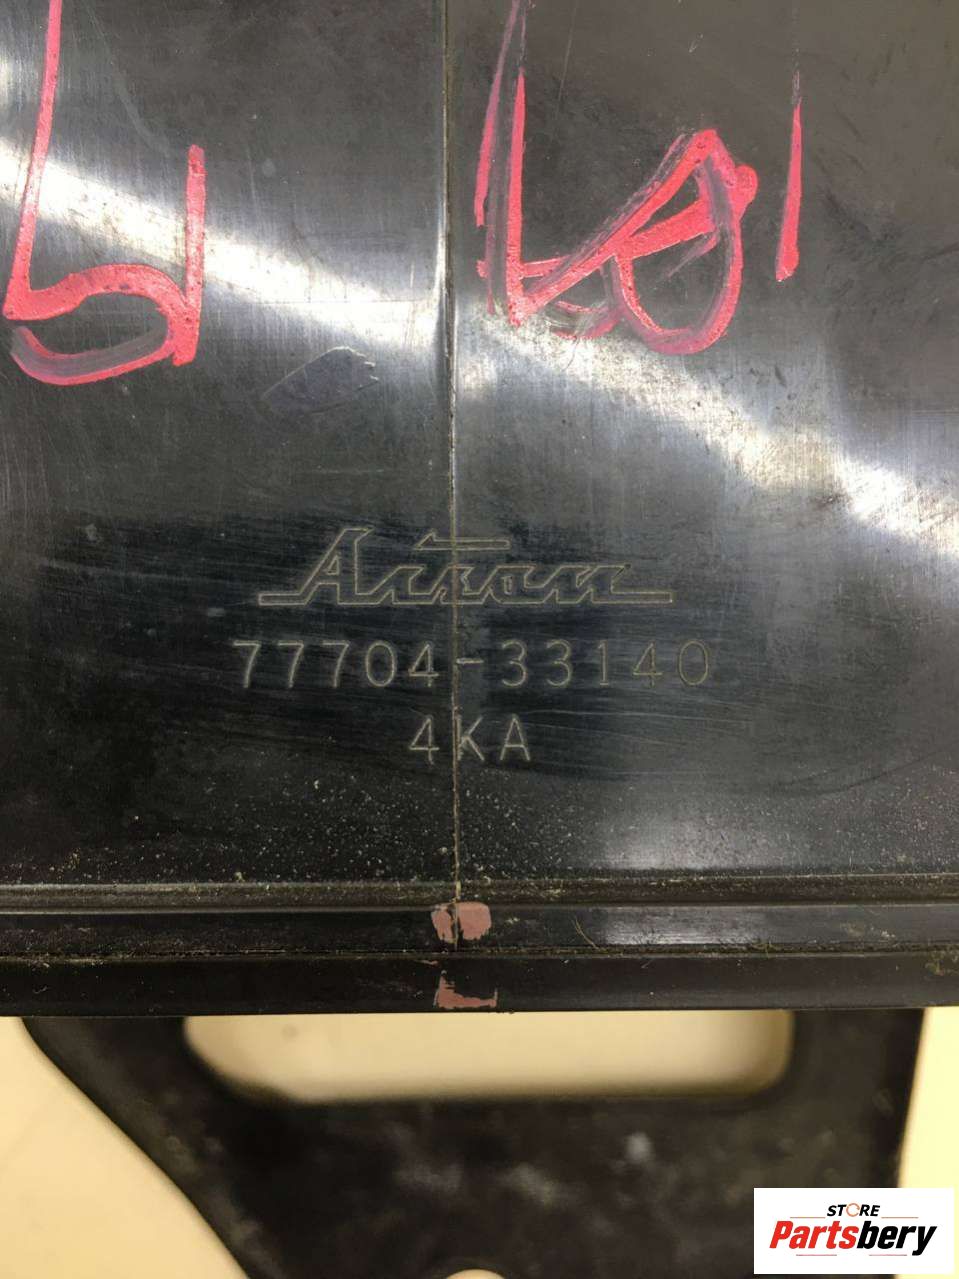 Aisan
77704-33140
4KA
STORE
Partsbery